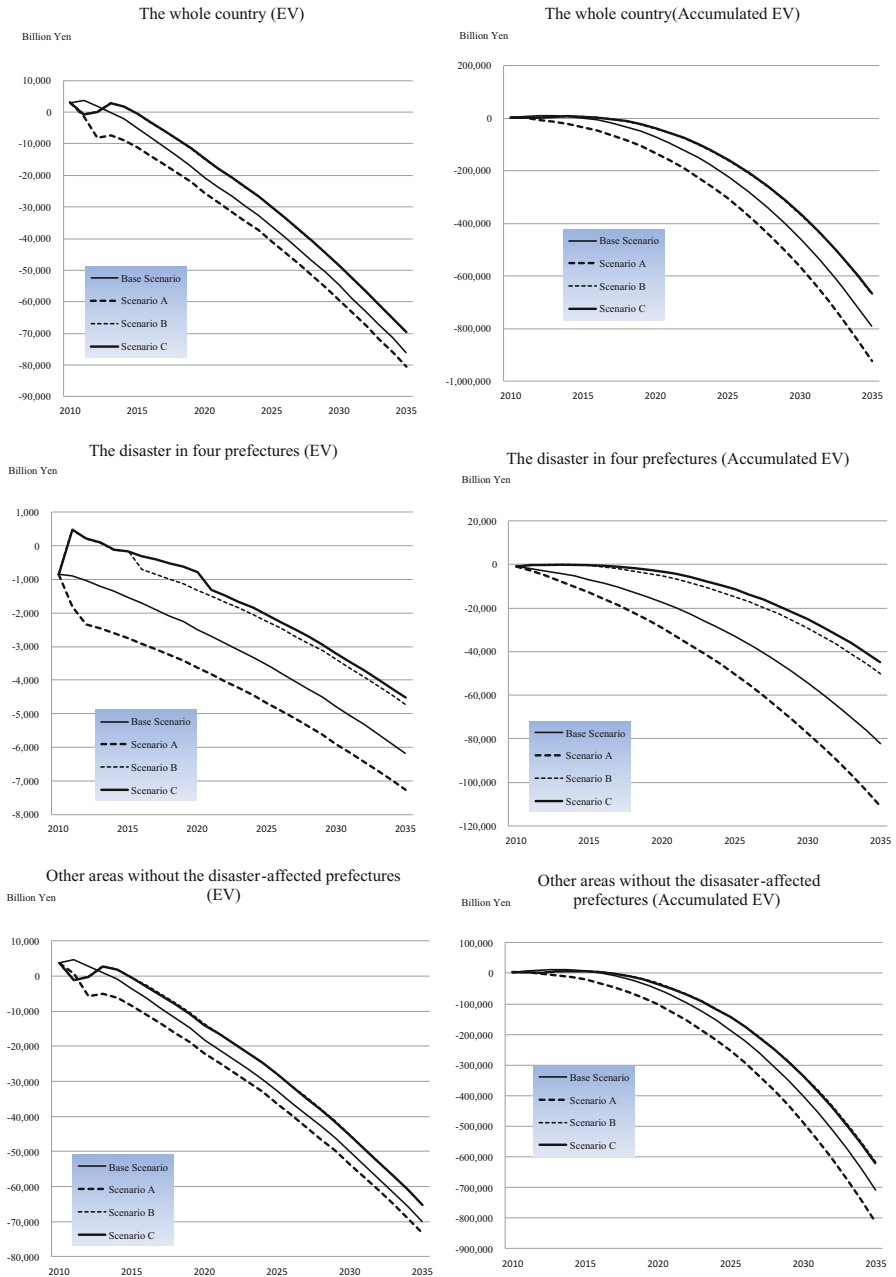 The whole country (EV)
Billion Yen
10,000
0
-10,000
-20,000
-30,000
-40,000
-50,000
-60,000
-70,000
-80,000
-90,000
Base Scenario
Scenario A
Scenario B
Scenario C
2010 2015 2020 2025 2030 2035
The whole country(Accumulated EV)
Billion Yen
200,000
0
-200,000
-400,000
-600,000
-800,000
-1,000,000
Base Scenario
Scenario A
Scenario B
Scenario C
2010 2015 2020 2025 2030 2035
The disaster in four prefectures (EV)
Billion Yen
1,000
0
-1,000
-2,000
-3,000
-4,000
-5,000
-6,000
-7,000
-8,000
Base Scenario
Scenario A
Scenario B
Scenario C
2010 2015 2020 2025 2030 2035
The disaster in four prefectures (Accumulated EV)
Billion Yen
20,000
0
-20,000
-40,000
-60,000
-80,000
-100,000
-120,000
Base Scenario
Scenario A
Scenario B
Scenario C
2010 2015 2020 2025 2030 2035
Other areas without the disaster-affected prefectures
(EV)
Billion Yen
10,000
0
-10,000
-20,000
-30,000
-40,000
-50,000
-60,000
-70,000
-80,000
Base Scenario
Scenario A
Scenario B
Scenario C
2010 2015 2020 2025 2030 2035
Other areas without the disasater-affected
prefectures (Accumulated EV)
Billion Yen
100,000
0
-100,000
-200,000
-300,000
-400,000
-500,000
-600,000
-700,000
-800,000
-900,000
Base Scenario
Scenario A
Scenario B
Scenario C
2010 2015 2020 2025 2030 2035